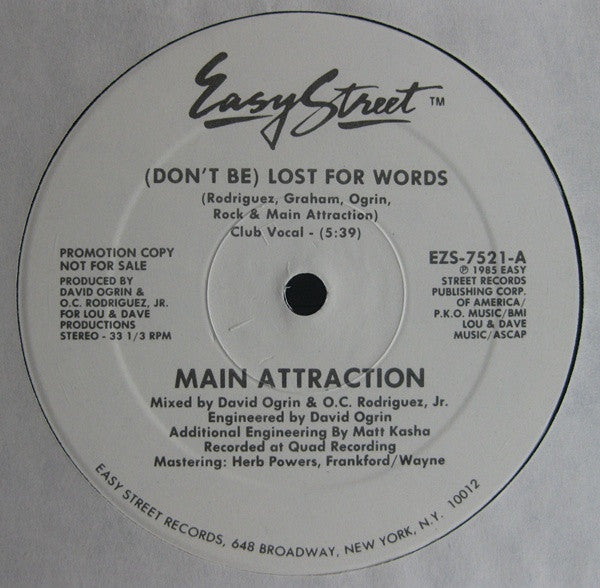 Easy Street ™
(DON'T BE) LOST FOR WORDS
(Rodriguez, Graham, Ogrin,
Rock & Main Attraction)
Club Vocal - (5:39)
PROMOTION COPY
NOT FOR SALE
PRODUCED BY
DAVID OGRIN &
O.C. RODRIGUEZ, JR.
FOR LOU & DAVE
PRODUCTIONS
STEREO - 33 1/3 RPM
EZS-7521-A
℗ 1985 EASY
STREET RECORDS
PUBLISHING CORP.
OF AMERICA/
P.K.O. MUSIC/BMI
LOU & DAVE
MUSIC/ASCAP
MAIN ATTRACTION
Mixed by David Ogrin & O.C. Rodriguez, Jr.
Engineered by David Ogrin
Additional Engineering By Matt Kasha
Recorded at Quad Recording
Mastering: Herb Powers, Frankford/Wayne
EASY STREET RECORDS, 648 BROADWAY, NEW YORK, N.Y. 10012